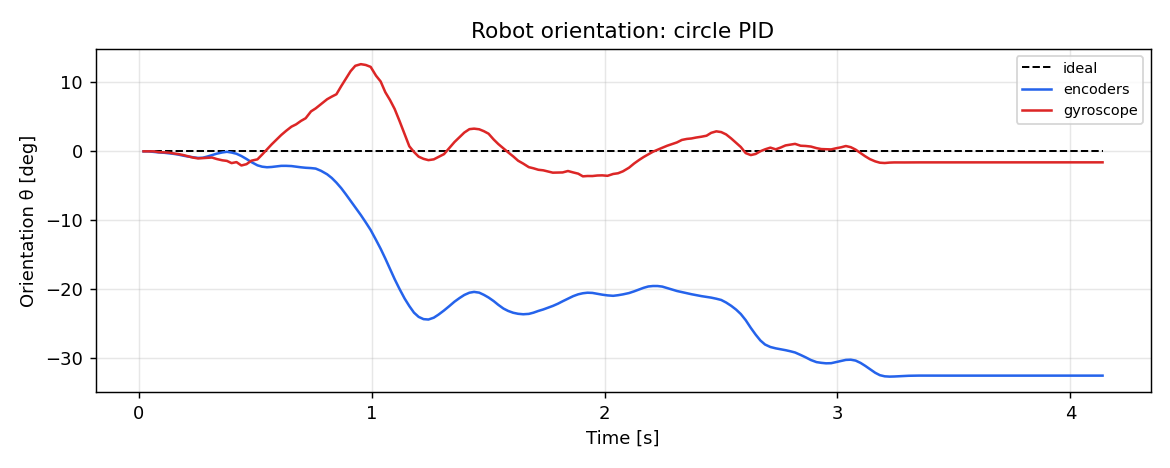 Robot orientation: circle PID
ideal
encoders
gyroscope
Orientation θ [deg]
10
0
−10
−20
−30
0 1 2 3 4
Time [s]